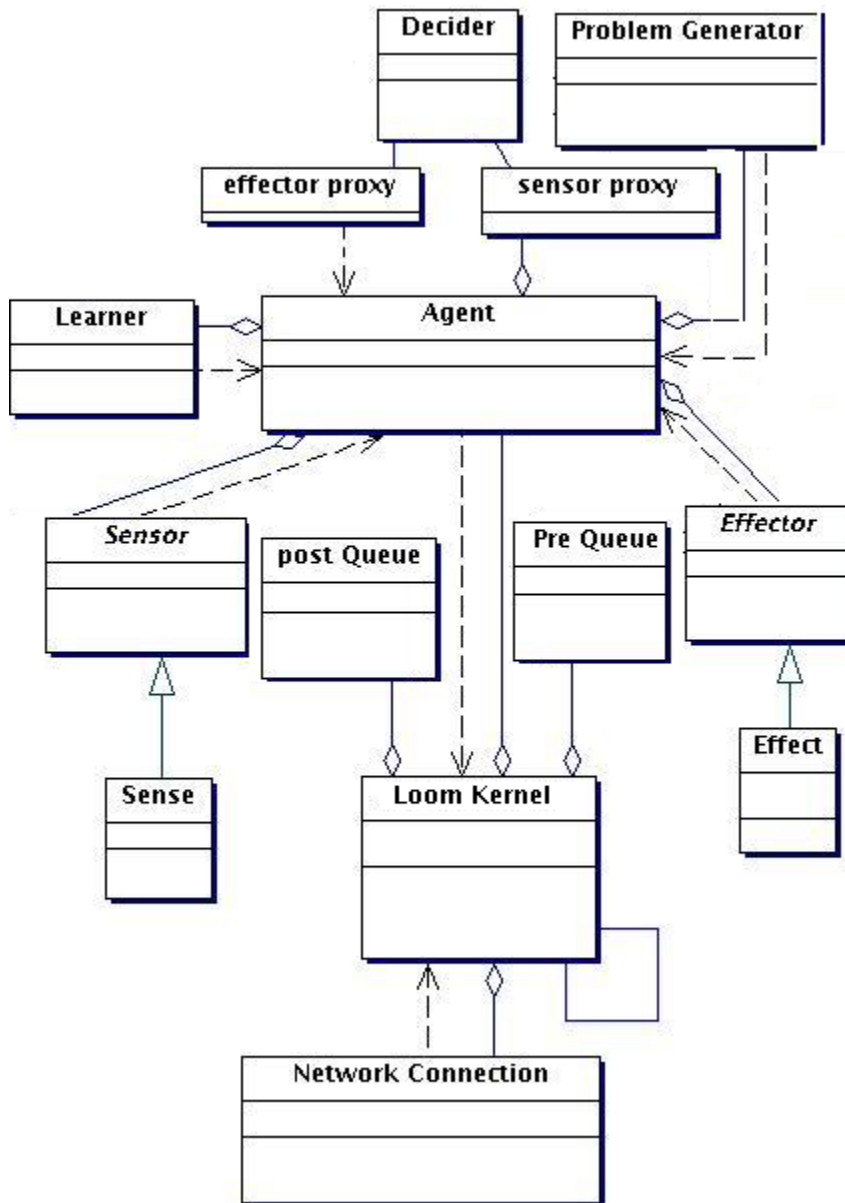 Decider
Problem Generator
effector proxy
sensor proxy
Learner
Agent
Sensor
post Queue
Pre Queue
Effector
Sense
Loom Kernel
Effect
Network Connection